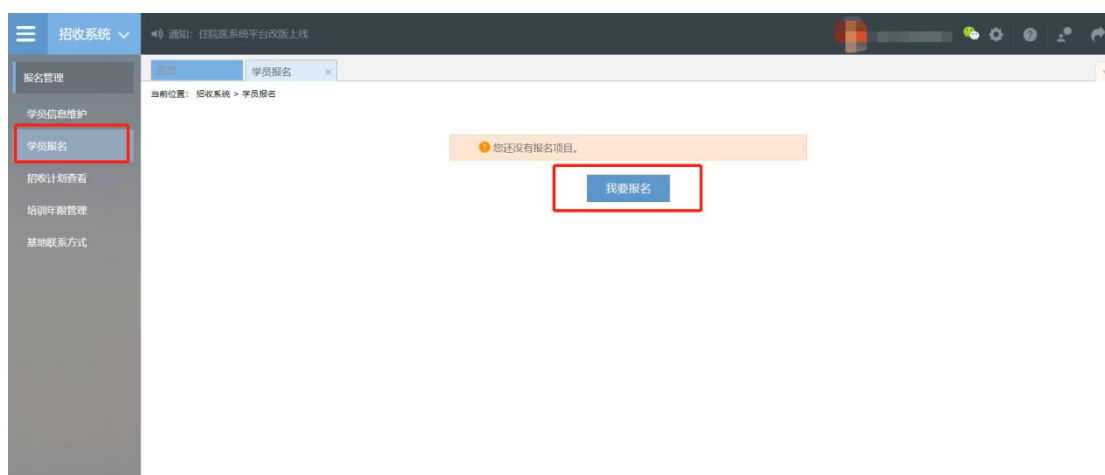 招收系统
通知：住院医系统平台改版上线
报名管理
首页
学员报名 ×
当前位置： 招收系统 > 学员报名
学员信息维护
学员报名
招收计划查看
培训年限管理
基地联系方式
您还没有报名项目。
我要报名